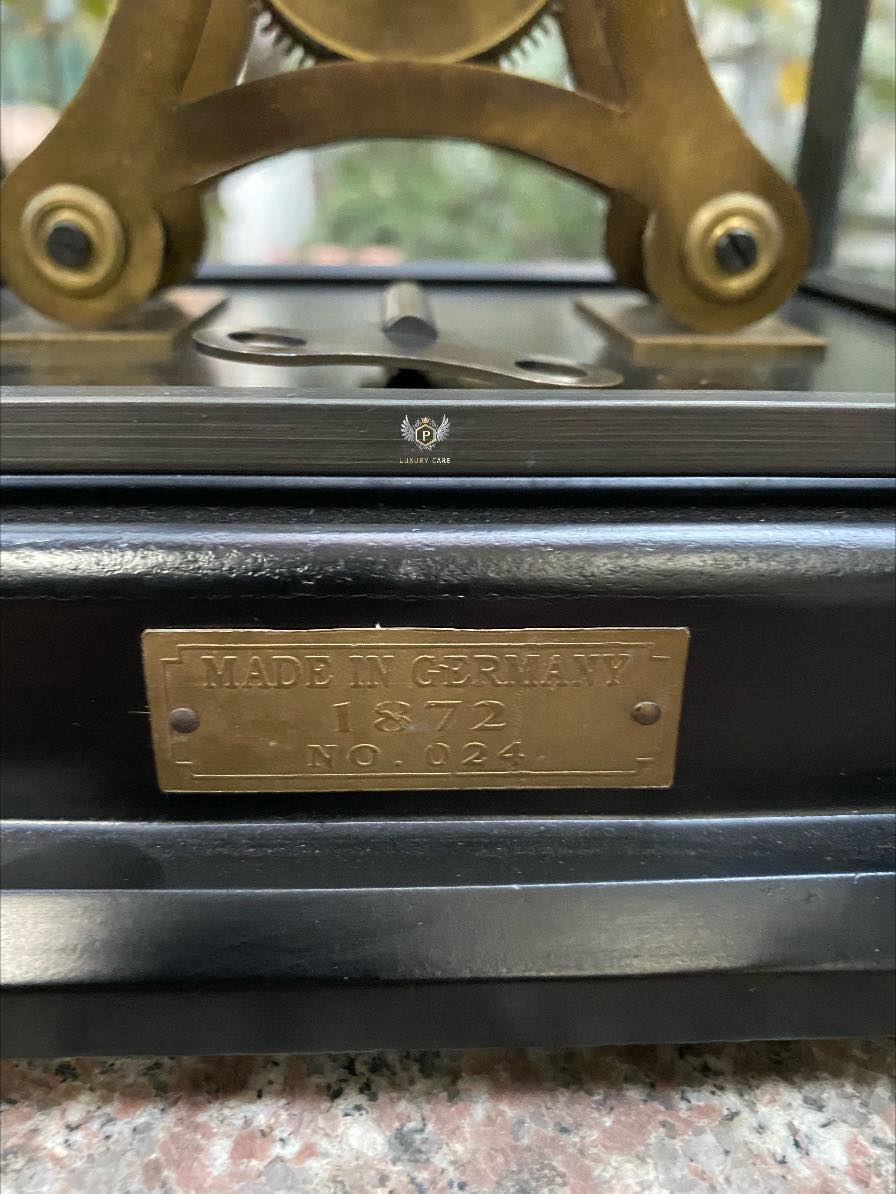 P
LUXURY CARE
MADE IN GERMANY
1872
NO. 024